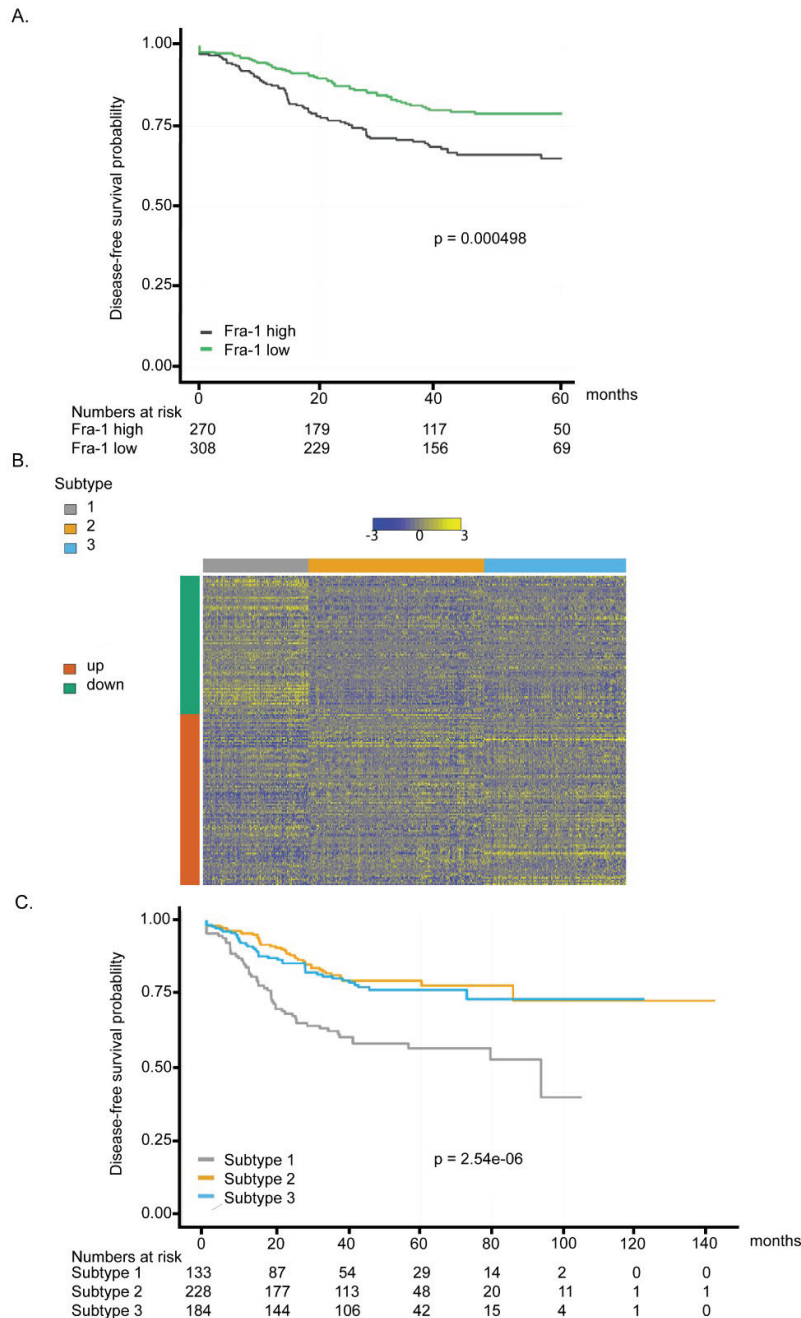 A.
1.00
0.75
0.50
0.25
0.00
Disease-free survival probability
p = 0.000498
Fra-1 high
Fra-1 low
0 20 40 60 months
Numbers at risk
Fra-1 high 270 179 117 50
Fra-1 low 308 229 156 69
B.
Subtype
1
2
3
-3 0 3
up
down
C.
1.00
0.75
0.50
0.25
0.00
Disease-free survival probability
p = 2.54e-06
Subtype 1
Subtype 2
Subtype 3
0 20 40 60 80 100 120 140 months
Numbers at risk
Subtype 1 133 87 54 29 14 2 0 0
Subtype 2 228 177 113 48 20 11 1 1
Subtype 3 184 144 106 42 15 4 1 0